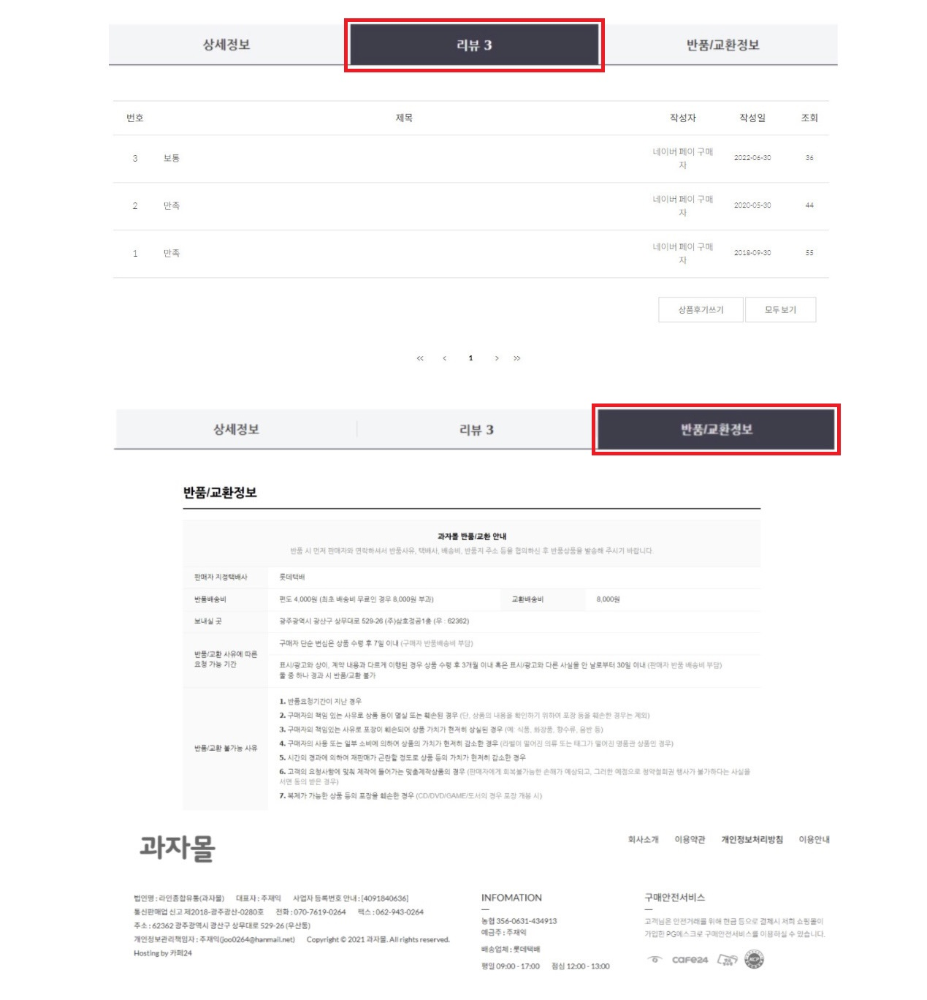 상세정보 리뷰 3 반품/교환정보
번호 제목 작성자 작성일 조회
3 보통 네이버 페이 구매자 2022-06-30 36
2 만족 네이버 페이 구매자 2020-05-30 44
1 만족 네이버 페이 구매자 2018-09-30 55
상품후기쓰기 모두 보기
« ‹ 1 › »
상세정보 리뷰 3 반품/교환정보
반품/교환정보
과자몰 반품/교환 안내
반품 시 먼저 판매자와 연락하셔서 반품사유, 택배사, 배송비, 반품지 주소 등을 협의하신 후 반품상품을 발송해 주시기 바랍니다.
판매자 지정택배사 롯데택배
반품배송비 편도 4,000원 (최초 배송비 무료인 경우 8,000원 부과) 교환배송비 8,000원
보내실 곳 광주광역시 광산구 상무대로 529-26 (주)삼호정공1층 (우 : 62362)
반품/교환 사유에 따른
요청 가능 기간
구매자 단순 변심은 상품 수령 후 7일 이내 (구매자 반품배송비 부담)
표시/광고와 상이, 계약 내용과 다르게 이행된 경우 상품 수령 후 3개월 이내 혹은 표시/광고와 다른 사실을 안 날로부터 30일 이내 (판매자 반품 배송비 부담)
둘 중 하나 경과 시 반품/교환 불가
반품/교환 불가능 사유
1. 반품요청기간이 지난 경우
2. 구매자의 책임 있는 사유로 상품 등이 멸실 또는 훼손된 경우 (단, 상품의 내용을 확인하기 위하여 포장 등을 훼손한 경우는 제외)
3. 구매자의 책임있는 사유로 포장이 훼손되어 상품 가치가 현저히 상실된 경우 (예: 식품, 화장품, 향수류, 음반 등)
4. 구매자의 사용 또는 일부 소비에 의하여 상품의 가치가 현저히 감소한 경우 (라벨이 떨어진 의류 또는 태그가 떨어진 명품관 상품인 경우)
5. 시간의 경과에 의하여 재판매가 곤란할 정도로 상품 등의 가치가 현저히 감소한 경우
6. 고객의 요청사항에 맞춰 제작에 들어가는 맞춤제작상품의 경우 (판매자에게 회복불가능한 손해가 예상되고, 그러한 예정으로 청약철회권 행사가 불가하다는 사실을
서면 동의 받은 경우)
7. 복제가 가능한 상품 등의 포장을 훼손한 경우 (CD/DVD/GAME/도서의 경우 포장 개봉 시)
과자몰
회사소개 이용약관 개인정보처리방침 이용안내
법인명 : 라인종합유통(과자몰) 대표자 : 주재익 사업자 등록번호 안내 : [4091840636]
통신판매업 신고 제2018-광주광산-0280호 전화 : 070-7619-0264 팩스 : 062-943-0264
주소 : 62362 광주광역시 광산구 상무대로 529-26 (우산동)
개인정보관리책임자 : 주재익(joo0264@hanmail.net) Copyright © 2021 과자몰. All rights reserved.
Hosting by 카페24
INFOMATION
농협 356-0631-434913
예금주 : 주재익
배송업체 : 롯데택배
평일 09:00 - 17:00 점심 12:00 - 13:00
구매안전서비스
고객님은 안전거래를 위해 현금 등으로 결제시 저희 쇼핑몰이
가입한 PG에스크로 구매안전서비스를 이용하실 수 있습니다.
cafe24 KCP